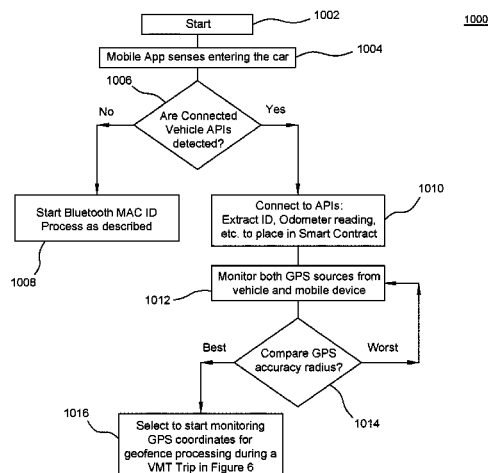 Start
1002
1000
Mobile App senses entering the car
1004
1006
No
Are Connected
Vehicle APIs
detected?
Yes
Start Bluetooth MAC ID
Process as described
1008
Connect to APIs:
Extract ID, Odometer reading,
etc. to place in Smart Contract
1010
Monitor both GPS sources from
vehicle and mobile device
1012
Best
Compare GPS
accuracy radius?
Worst
1014
1016
Select to start monitoring
GPS coordinates for
geofence processing during a
VMT Trip in Figure 6